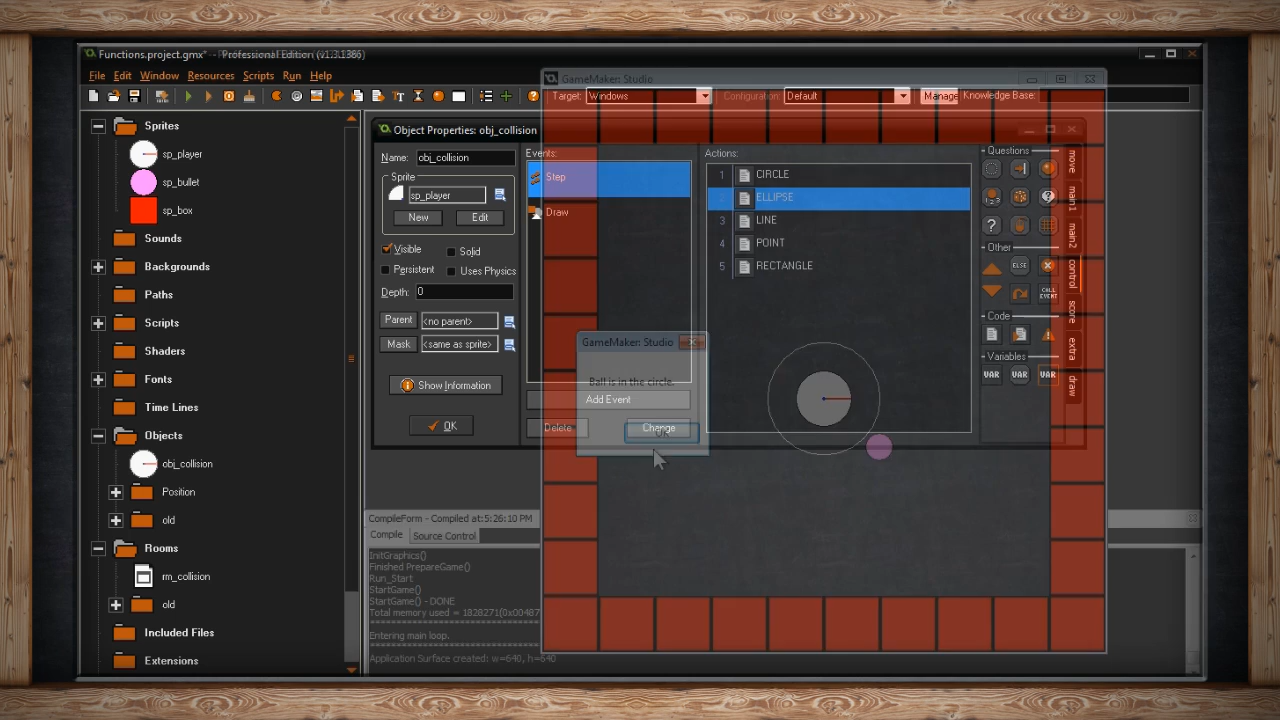 Functions.project.gmx* - Professional Edition (v1.3.1386)
File Edit Window Resources Scripts Run Help
GameMaker: Studio
Target: Windows Configuration: Default Manage Knowledge Base:
Sprites
sp_player
sp_bullet
sp_box
Sounds
Backgrounds
Paths
Scripts
Shaders
Fonts
Time Lines
Objects
obj_collision
Position
old
Rooms
rm_collision
old
Included Files
Extensions
Object Properties: obj_collision
Name: obj_collision
Sprite
sp_player
New Edit
Visible Solid
Persistent Uses Physics
Depth: 0
Parent <no parent>
Mask <same as sprite>
Show Information
OK
Events:
Step
Draw
Add Event
Delete Change
Actions:
1 CIRCLE
2 ELLIPSE
3 LINE
4 POINT
5 RECTANGLE
Questions
Other
ELSE
CALL EVENT
Code
Variables
VAR VAR VAR
move
main1
main2
control
score
extra
draw
GameMaker: Studio
Ball is in the circle.
OK
CompileForm - Compiled at:5:26:10 PM
Compile Source Control
InitGraphics()
Finished PrepareGame()
Run_Start
StartGame()
StartGame() - DONE
Total memory used = 1828271(0x00487
Entering main loop.
Application Surface created: w=640, h=640